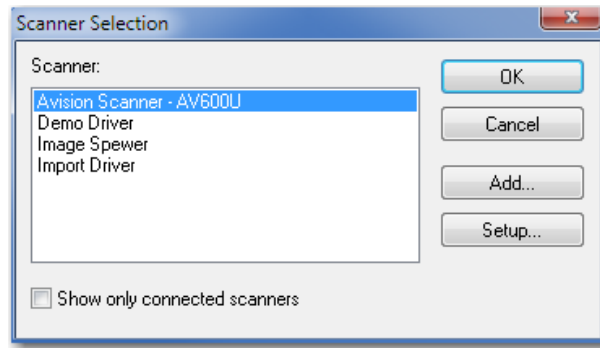 Scanner Selection
x
Scanner:
Avision Scanner - AV600U
Demo Driver
Image Spewer
Import Driver
OK
Cancel
Add...
Setup...
Show only connected scanners